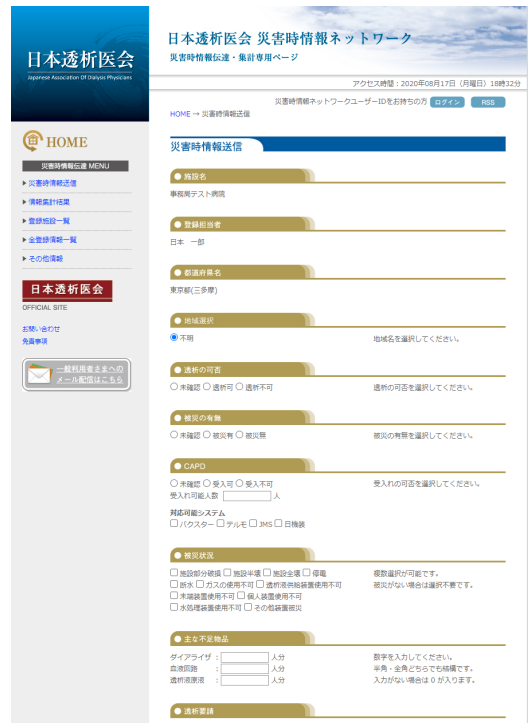 日本透析医会
Japanese Association Of Dialysis Physicians
日本透析医会 災害時情報ネットワーク
災害時情報伝達・集計専用ページ
アクセス時間:2020年08月17日(月曜日)18時32分
災害時情報ネットワークユーザーIDをお持ちの方 ログイン RSS
HOME → 災害時情報送信
HOME
災害時情報伝達 MENU
災害時情報送信
情報集計結果
登録施設一覧
全登録情報一覧
その他情報
日本透析医会
OFFICIAL SITE
お問い合わせ
免責事項
一般利用者さまへの
メール配信はこちら
災害時情報送信
施設名
事務局テスト病院
登録担当者
日本 一郎
都道府県名
東京都(三多摩)
地域選択
不明 地域名を選択してください。
透析の可否
未確認 透析可 透析不可 透析の可否を選択してください。
被災の有無
未確認 被災有 被災無 被災の有無を選択してください。
CAPD
未確認 受入可 受入不可 受入れの可否を選択してください。
受入れ可能人数 人
対応可能システム
バクスター テルモ JMS 日機装
被災状況
施設部分破損 施設半壊 施設全壊 停電 複数選択が可能です。
断水 ガスの使用不可 透析液供給装置使用不可 被災がない場合は選択不要です。
末端装置使用不可 個人装置使用不可
水処理装置使用不可 その他装置被災
主な不足物品
ダイアライザ : 人分 数字を入力してください。
血液回路 : 人分 半角・全角どちらでも結構です。
透析液原液 : 人分 入力がない場合は 0 が入ります。
透析要請